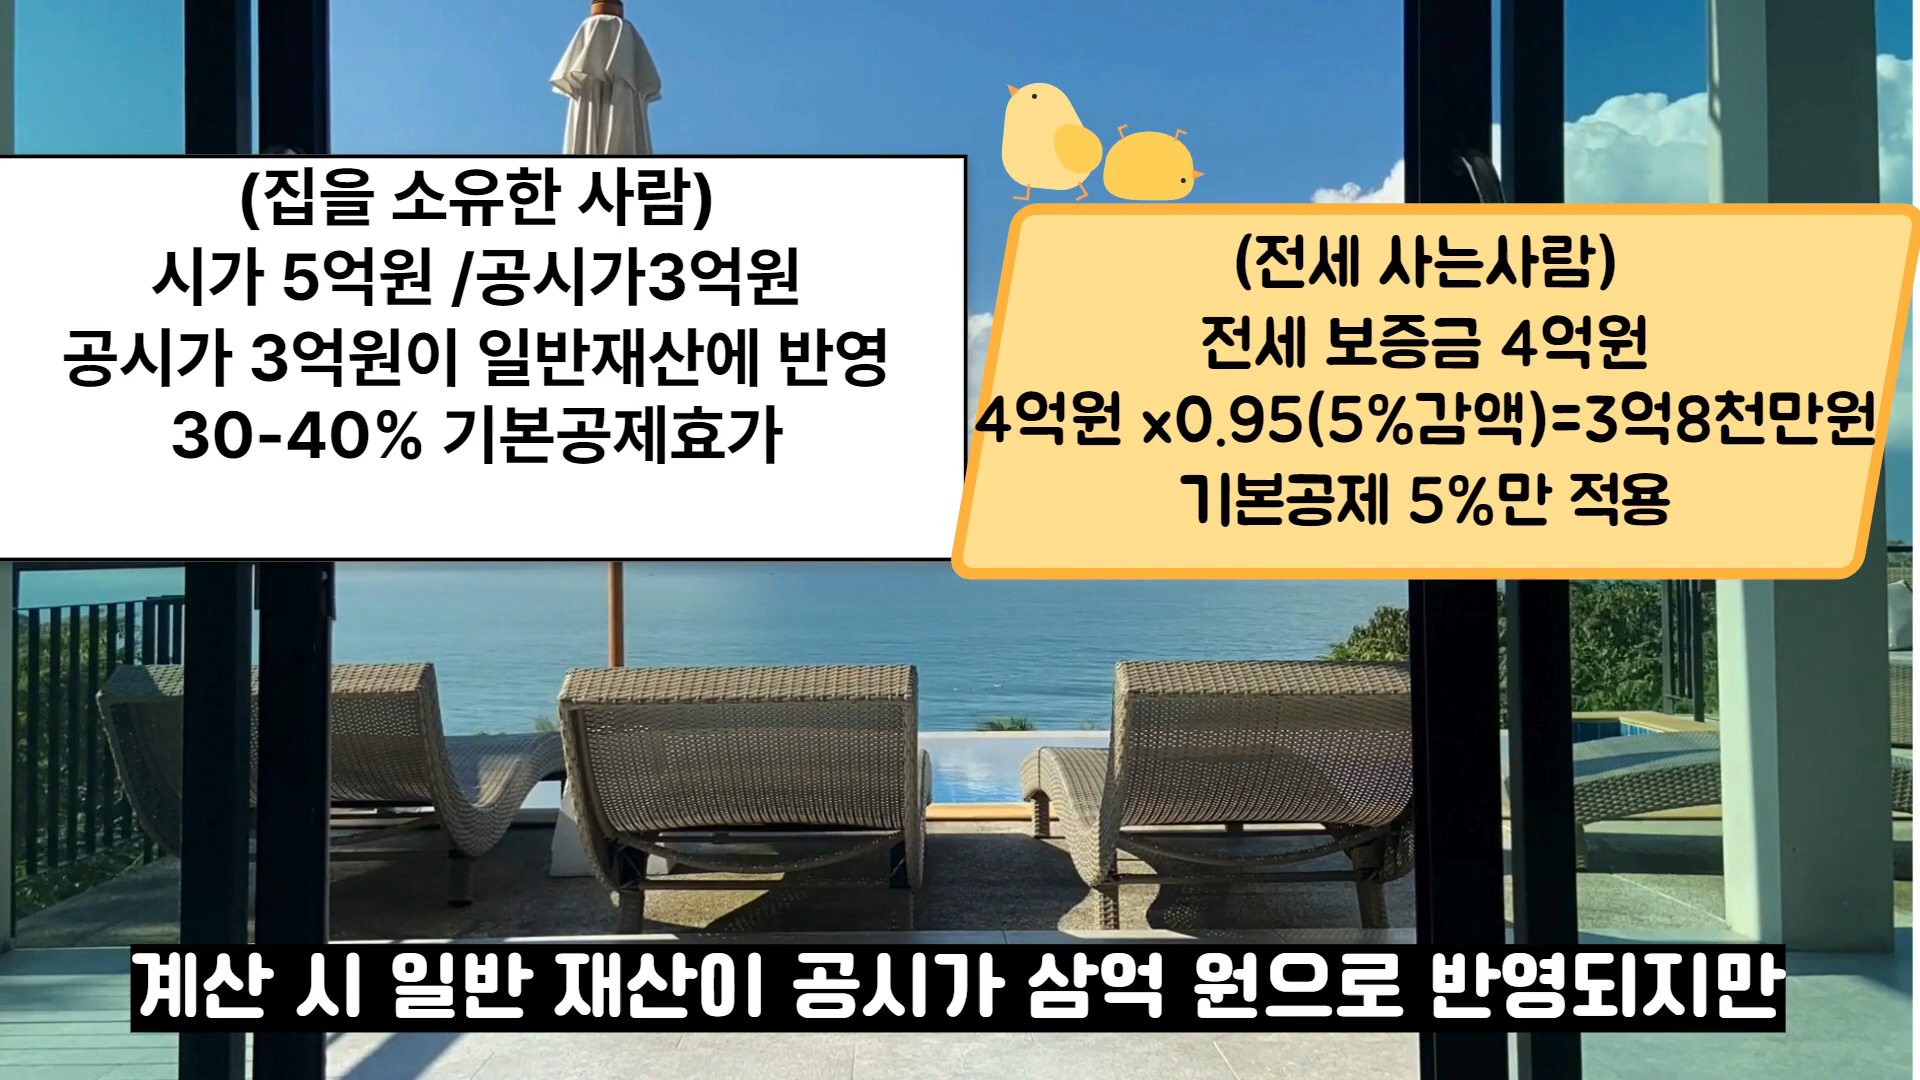 (집을 소유한 사람)
시가 5억원 /공시가3억원
공시가 3억원이 일반재산에 반영
30-40% 기본공제효가
(전세 사는사람)
전세 보증금 4억원
4억원 x0.95(5%감액)=3억8천만원
기본공제 5%만 적용
계산 시 일반 재산이 공시가 삼억 원으로 반영되지만